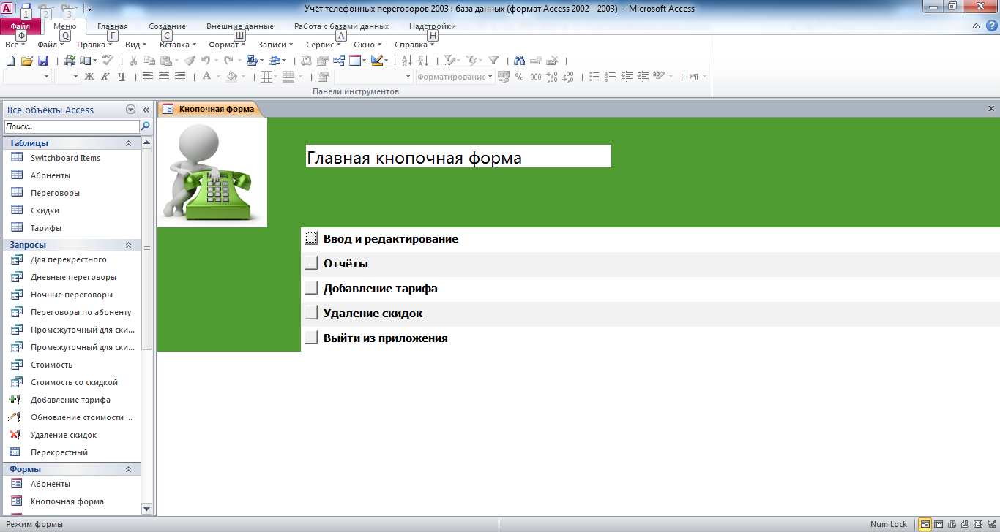 Учёт телефонных переговоров 2003 : база данных (формат Access 2002 - 2003) - Microsoft Access
1 2 3
Файл Меню Главная Создание Внешние данные Работа с базами данных Надстройки
Ф Q Г С Ш А Н
Все Файл Правка Вид Вставка Формат Записи Сервис Окно Справка
Ж К Ч А Форматирование % 000
Панели инструментов
Все объекты Access
Кнопочная форма
Поиск...
Таблицы
Switchboard Items
Абоненты
Переговоры
Скидки
Тарифы
Запросы
Для перекрёстного
Дневные переговоры
Ночные переговоры
Переговоры по абоненту
Промежуточный для ски...
Промежуточный для ски...
Стоимость
Стоимость со скидкой
Добавление тарифа
Обновление стоимости ...
Удаление скидок
Перекрестный
Формы
Абоненты
Кнопочная форма
Главная кнопочная форма
Ввод и редактирование
Отчёты
Добавление тарифа
Удаление скидок
Выйти из приложения
Режим формы
Num Lock